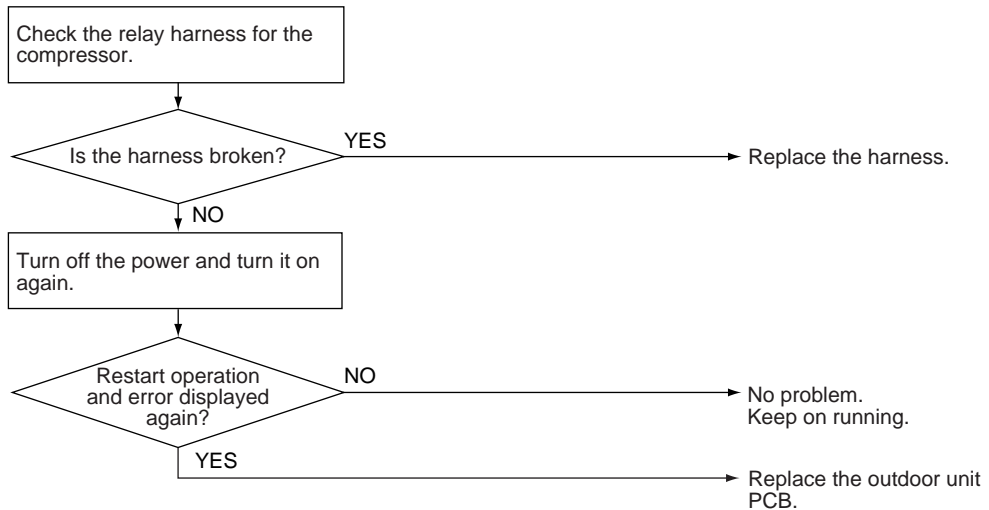 Check the relay harness for the
compressor.
Is the harness broken?
YES
Replace the harness.
NO
Turn off the power and turn it on
again.
Restart operation
and error displayed
again?
NO
No problem.
Keep on running.
YES
Replace the outdoor unit
PCB.